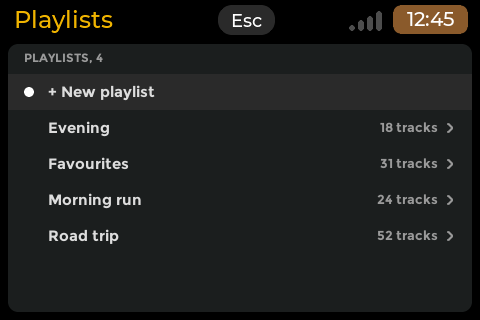 Playlists Esc 12:45
PLAYLISTS, 4
+ New playlist
Evening 18 tracks
Favourites 31 tracks
Morning run 24 tracks
Road trip 52 tracks